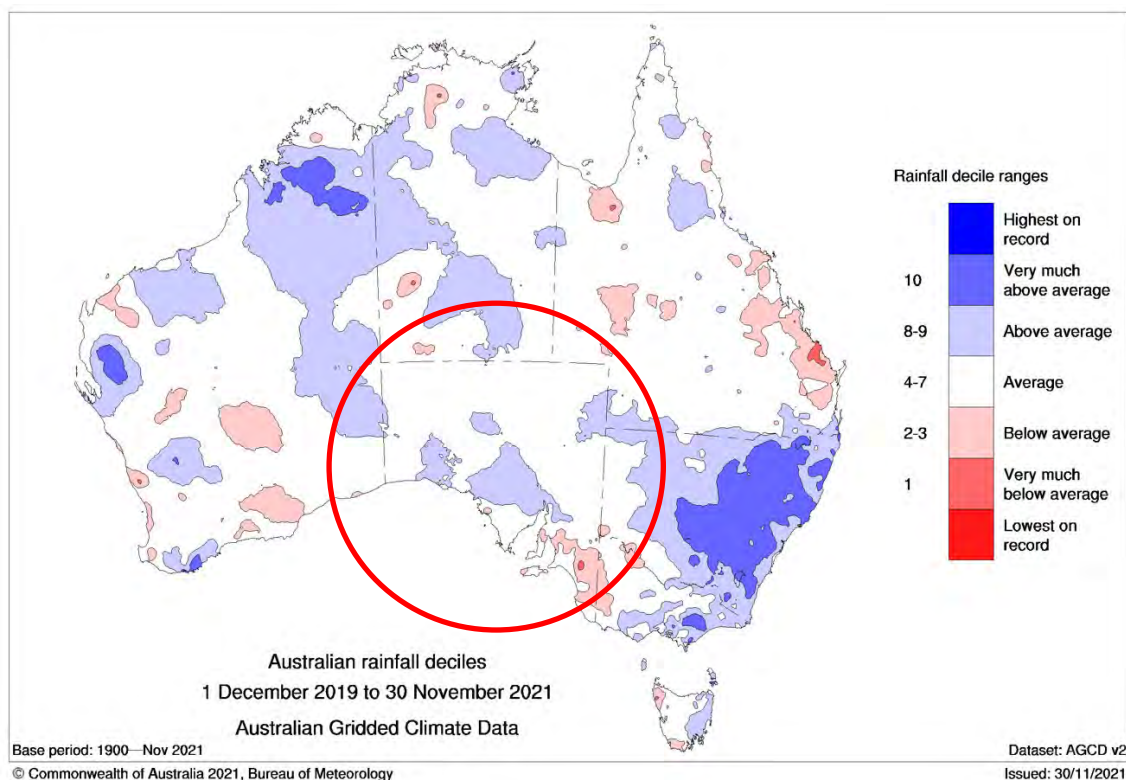 Rainfall decile ranges
Highest on
record
10
Very much
above average
8-9
Above average
4-7
Average
2-3
Below average
1
Very much
below average
Lowest on
record
Australian rainfall deciles
1 December 2019 to 30 November 2021
Australian Gridded Climate Data
Base period: 1900—Nov 2021
Dataset: AGCD v2
© Commonwealth of Australia 2021, Bureau of Meteorology
Issued: 30/11/2021